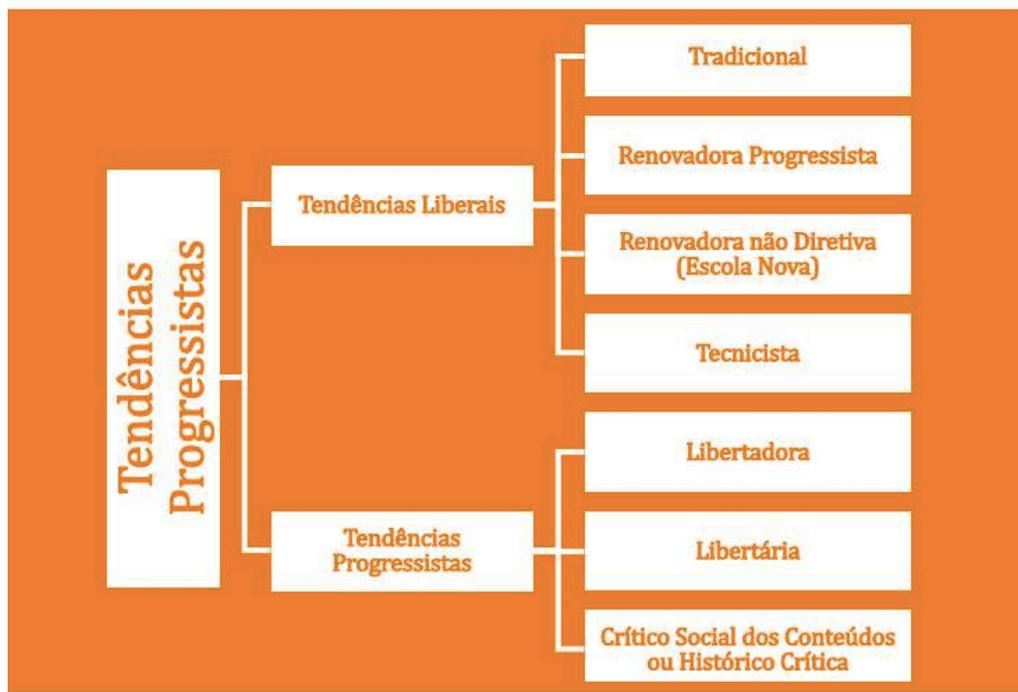 Tendências
Progressistas
Tendências Liberais
Tradicional
Renovadora Progressista
Renovadora não Diretiva
(Escola Nova)
Tecnicista
Tendências
Progressistas
Libertadora
Libertária
Crítico Social dos Conteúdos
ou Histórico Crítica